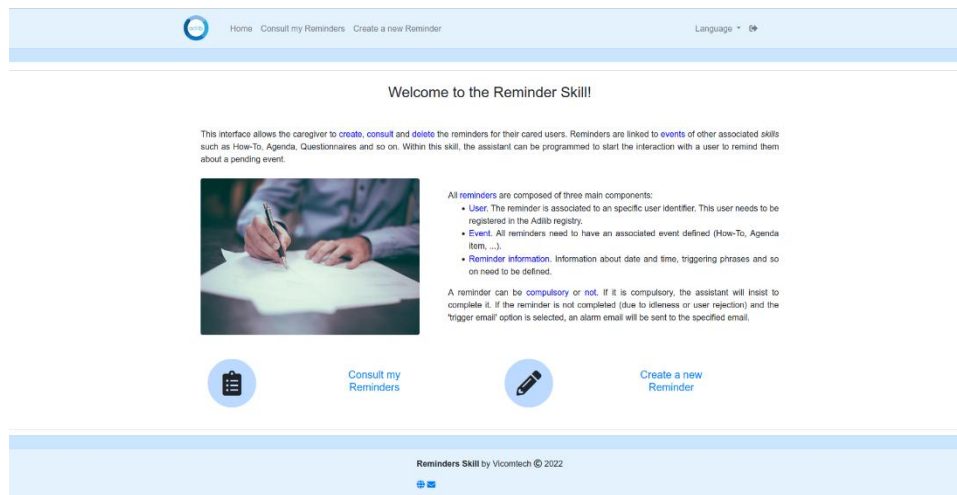 Home Consult my Reminders Create a new Reminder Language
Welcome to the Reminder Skill!
This interface allows the caregiver to create, consult and delete the reminders for their cared users. Reminders are linked to events of other associated skills
such as How-To, Agenda, Questionnaires and so on. Within this skill, the assistant can be programmed to start the interaction with a user to remind them
about a pending event.
All reminders are composed of three main components:
• User. The reminder is associated to an specific user identifier. This user needs to be
registered in the Adilib registry.
• Event. All reminders need to have an associated event defined (How-To, Agenda
item, ...).
• Reminder information. Information about date and time, triggering phrases and so
on need to be defined.
A reminder can be compulsory or not. If it is compulsory, the assistant will insist to
complete it. If the reminder is not completed (due to idleness or user rejection) and the
'trigger email' option is selected, an alarm email will be sent to the specified email.
Consult my
Reminders
Create a new
Reminder
Reminders Skill by Vicomtech © 2022